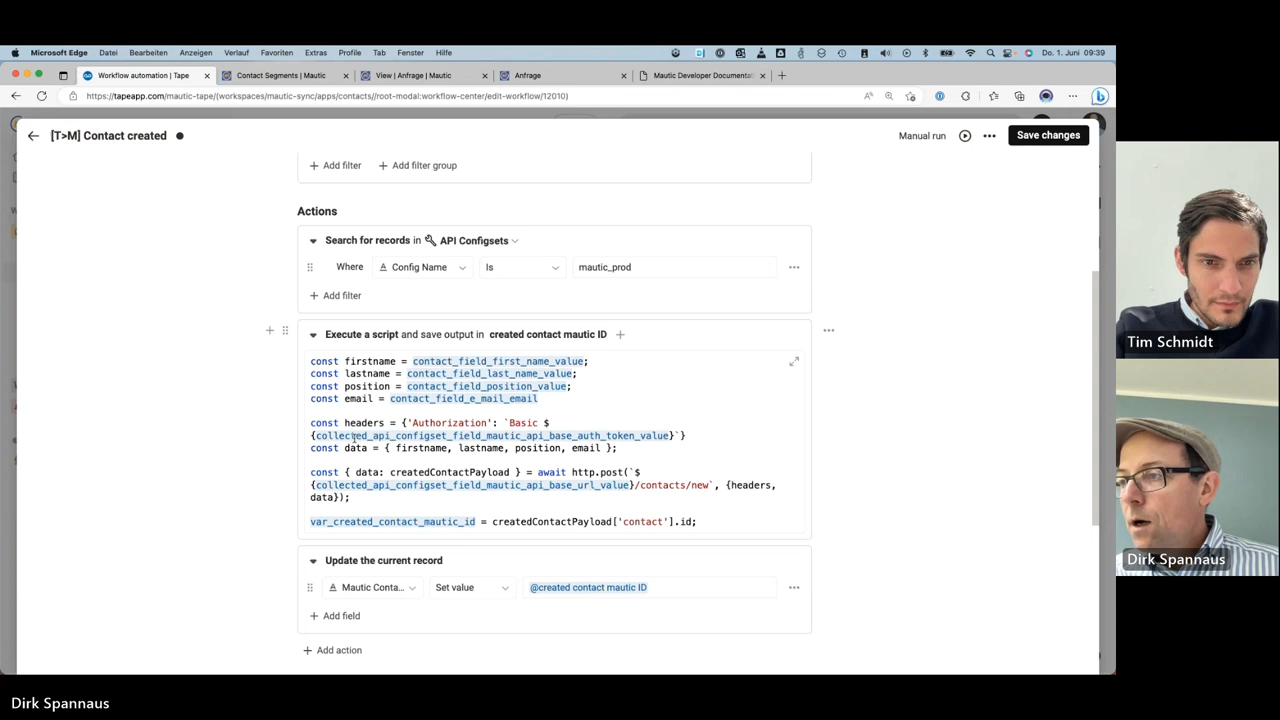 Microsoft Edge Datei Bearbeiten Anzeigen Verlauf Favoriten Extras Profile Tab Fenster Hilfe Do. 1. Juni 09:39
Workflow automation | Tape Contact Segments | Mautic View | Anfrage | Mautic Anfrage Mautic Developer Documentat
https://tapeapp.com/mautic-tape/(workspaces/mautic-sync/apps/contacts//root-modal:workflow-center/edit-workflow/12010)
[T>M] Contact created Manual run Save changes
Add filter Add filter group
Actions
Search for records in API Configsets
Where Config Name Is mautic_prod
Add filter
Execute a script and save output in created contact mautic ID
const firstname = contact_field_first_name_value;
const lastname = contact_field_last_name_value;
const position = contact_field_position_value;
const email = contact_field_e_mail_email
const headers = {'Authorization': `Basic $
{collected_api_configset_field_mautic_api_base_auth_token_value}`}
const data = { firstname, lastname, position, email };
const { data: createdContactPayload } = await http.post(`$
{collected_api_configset_field_mautic_api_base_url_value}/contacts/new`, {headers,
data});
var_created_contact_mautic_id = createdContactPayload['contact'].id;
Update the current record
Mautic Conta... Set value @created contact mautic ID
Add field
Add action
Tim Schmidt
Dirk Spannaus
Dirk Spannaus